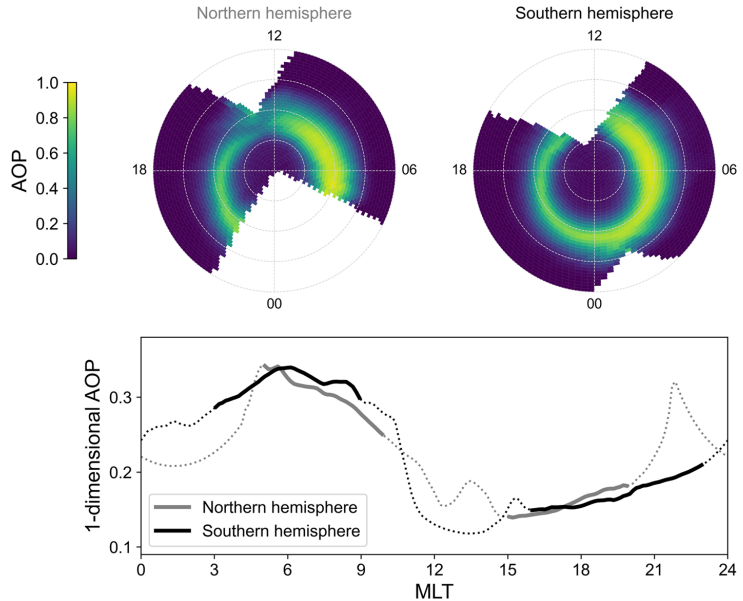 Northern hemisphere
Southern hemisphere
12
12
1.0
0.8
0.6
0.4
0.2
0.0
AOP
18
06
18
06
00
00
0.3
0.2
0.1
1-dimensional AOP
Northern hemisphere
Southern hemisphere
0 3 6 9 12 15 18 21 24
MLT